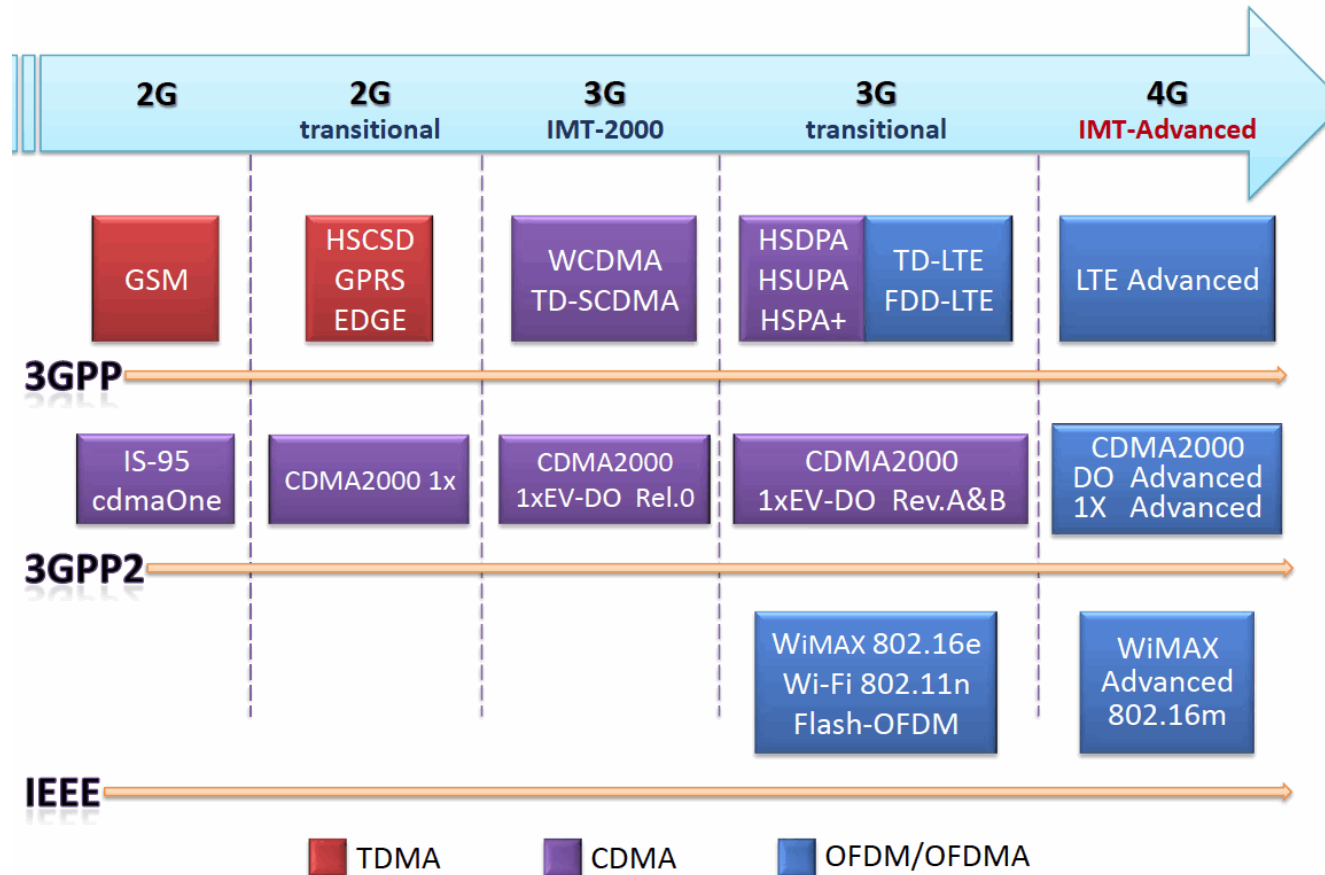 2G
2G
transitional
3G
IMT-2000
3G
transitional
4G
IMT-Advanced
GSM
HSCSD
GPRS
EDGE
WCDMA
TD-SCDMA
HSDPA
HSUPA
HSPA+
TD-LTE
FDD-LTE
LTE Advanced
3GPP
IS-95
cdmaOne
CDMA2000 1x
CDMA2000
1xEV-DO Rel.0
CDMA2000
1xEV-DO Rev.A&B
CDMA2000
DO Advanced
1X Advanced
3GPP2
WiMAX 802.16e
Wi-Fi 802.11n
Flash-OFDM
WiMAX
Advanced
802.16m
IEEE
TDMA
CDMA
OFDM/OFDMA